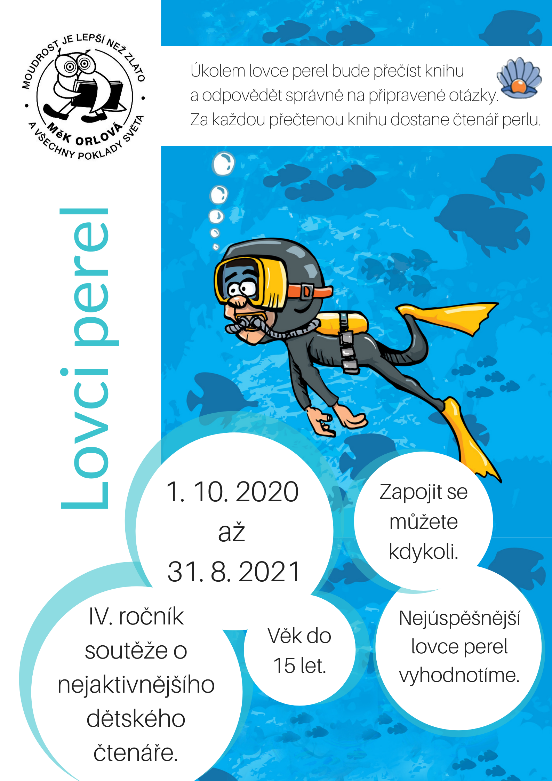 MOUDROST JE LEPŠÍ NEŽ ZLATO
A VŠECHNY POKLADY SVĚTA
MěK ORLOVÁ
Úkolem lovce perel bude přečíst knihu
a odpovědět správně na připravené otázky.
Za každou přečtenou knihu dostane čtenář perlu.
Lovci perel
1. 10. 2020
až
31. 8. 2021
Zapojit se
můžete
kdykoli.
IV. ročník
soutěže o
nejaktivnějšího
dětského
čtenáře.
Věk do
15 let.
Nejúspěšnější
lovce perel
vyhodnotíme.